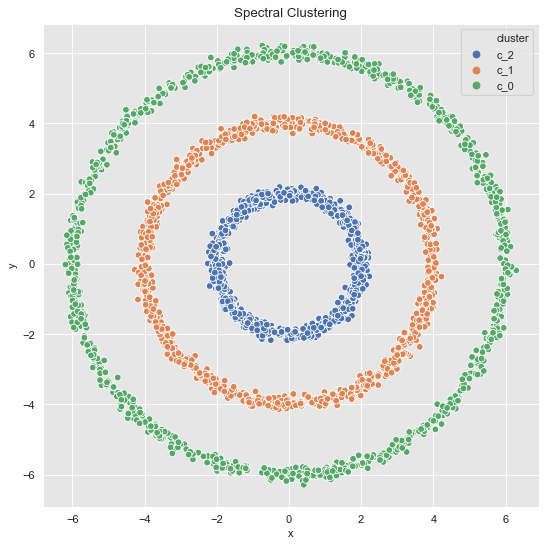 Spectral Clustering
cluster
c_2
c_1
c_0
6
4
2
0
−2
−4
−6
y
−6 −4 −2 0 2 4 6
x